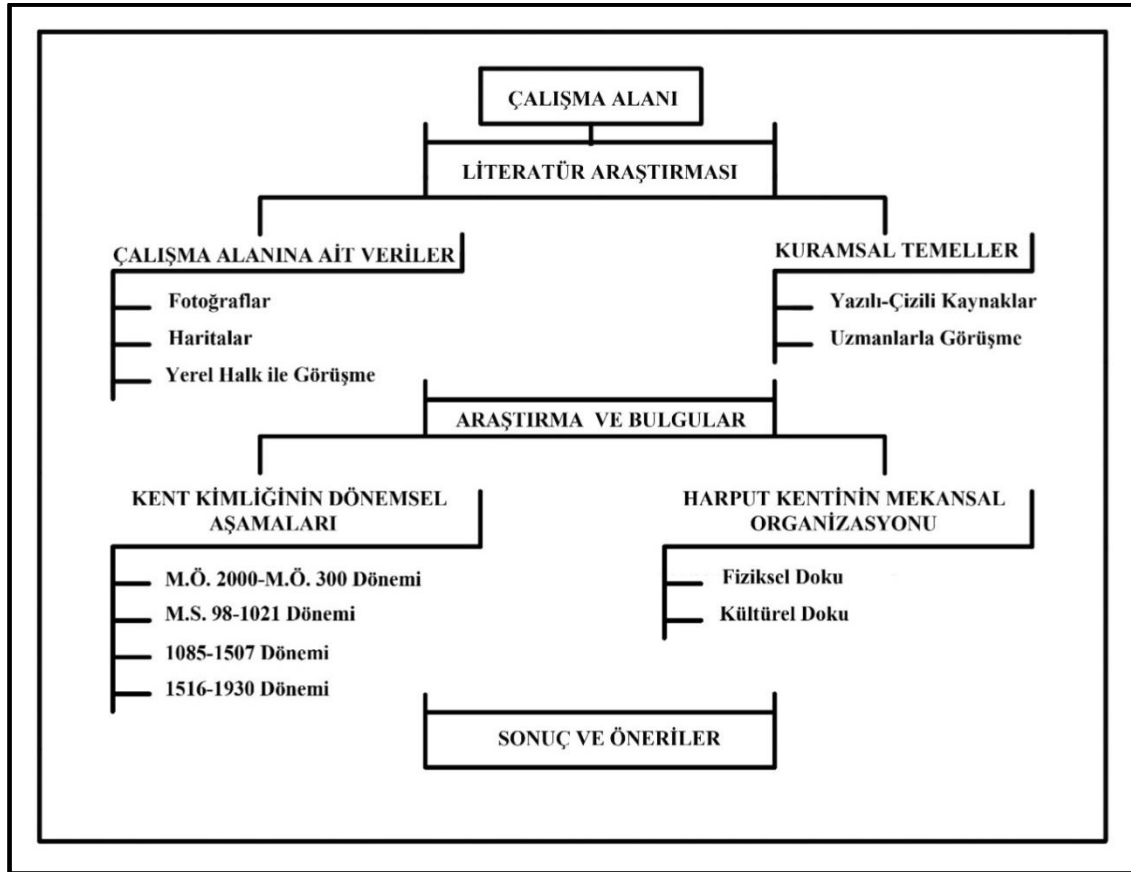 ÇALIŞMA ALANI
LİTERATÜR ARAŞTIRMASI
ÇALIŞMA ALANINA AİT VERİLER
Fotoğraflar
Haritalar
Yerel Halk ile Görüşme
KURAMSAL TEMELLER
Yazılı-Çizili Kaynaklar
Uzmanlarla Görüşme
ARAŞTIRMA VE BULGULAR
KENT KİMLİĞİNİN DÖNEMSEL
AŞAMALARI
M.Ö. 2000-M.Ö. 300 Dönemi
M.S. 98-1021 Dönemi
1085-1507 Dönemi
1516-1930 Dönemi
HARPUT KENTİNİN MEKANSAL
ORGANİZASYONU
Fiziksel Doku
Kültürel Doku
SONUÇ VE ÖNERİLER